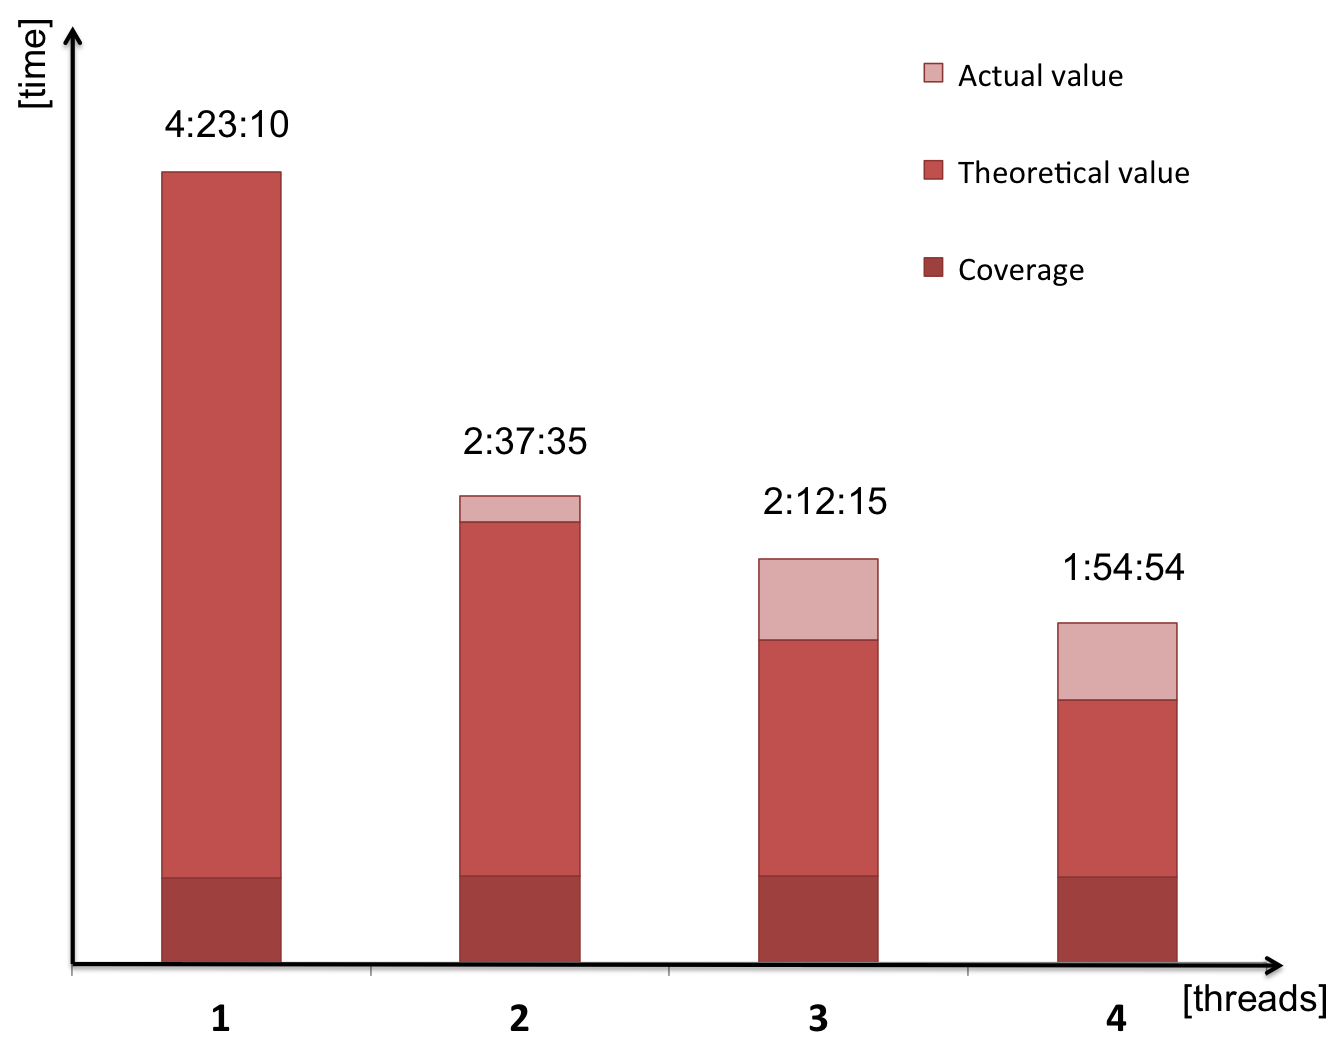 [time]
Actual value
4:23:10
Theoretical value
Coverage
2:37:35
2:12:15
1:54:54
1
2
3
4
[threads]